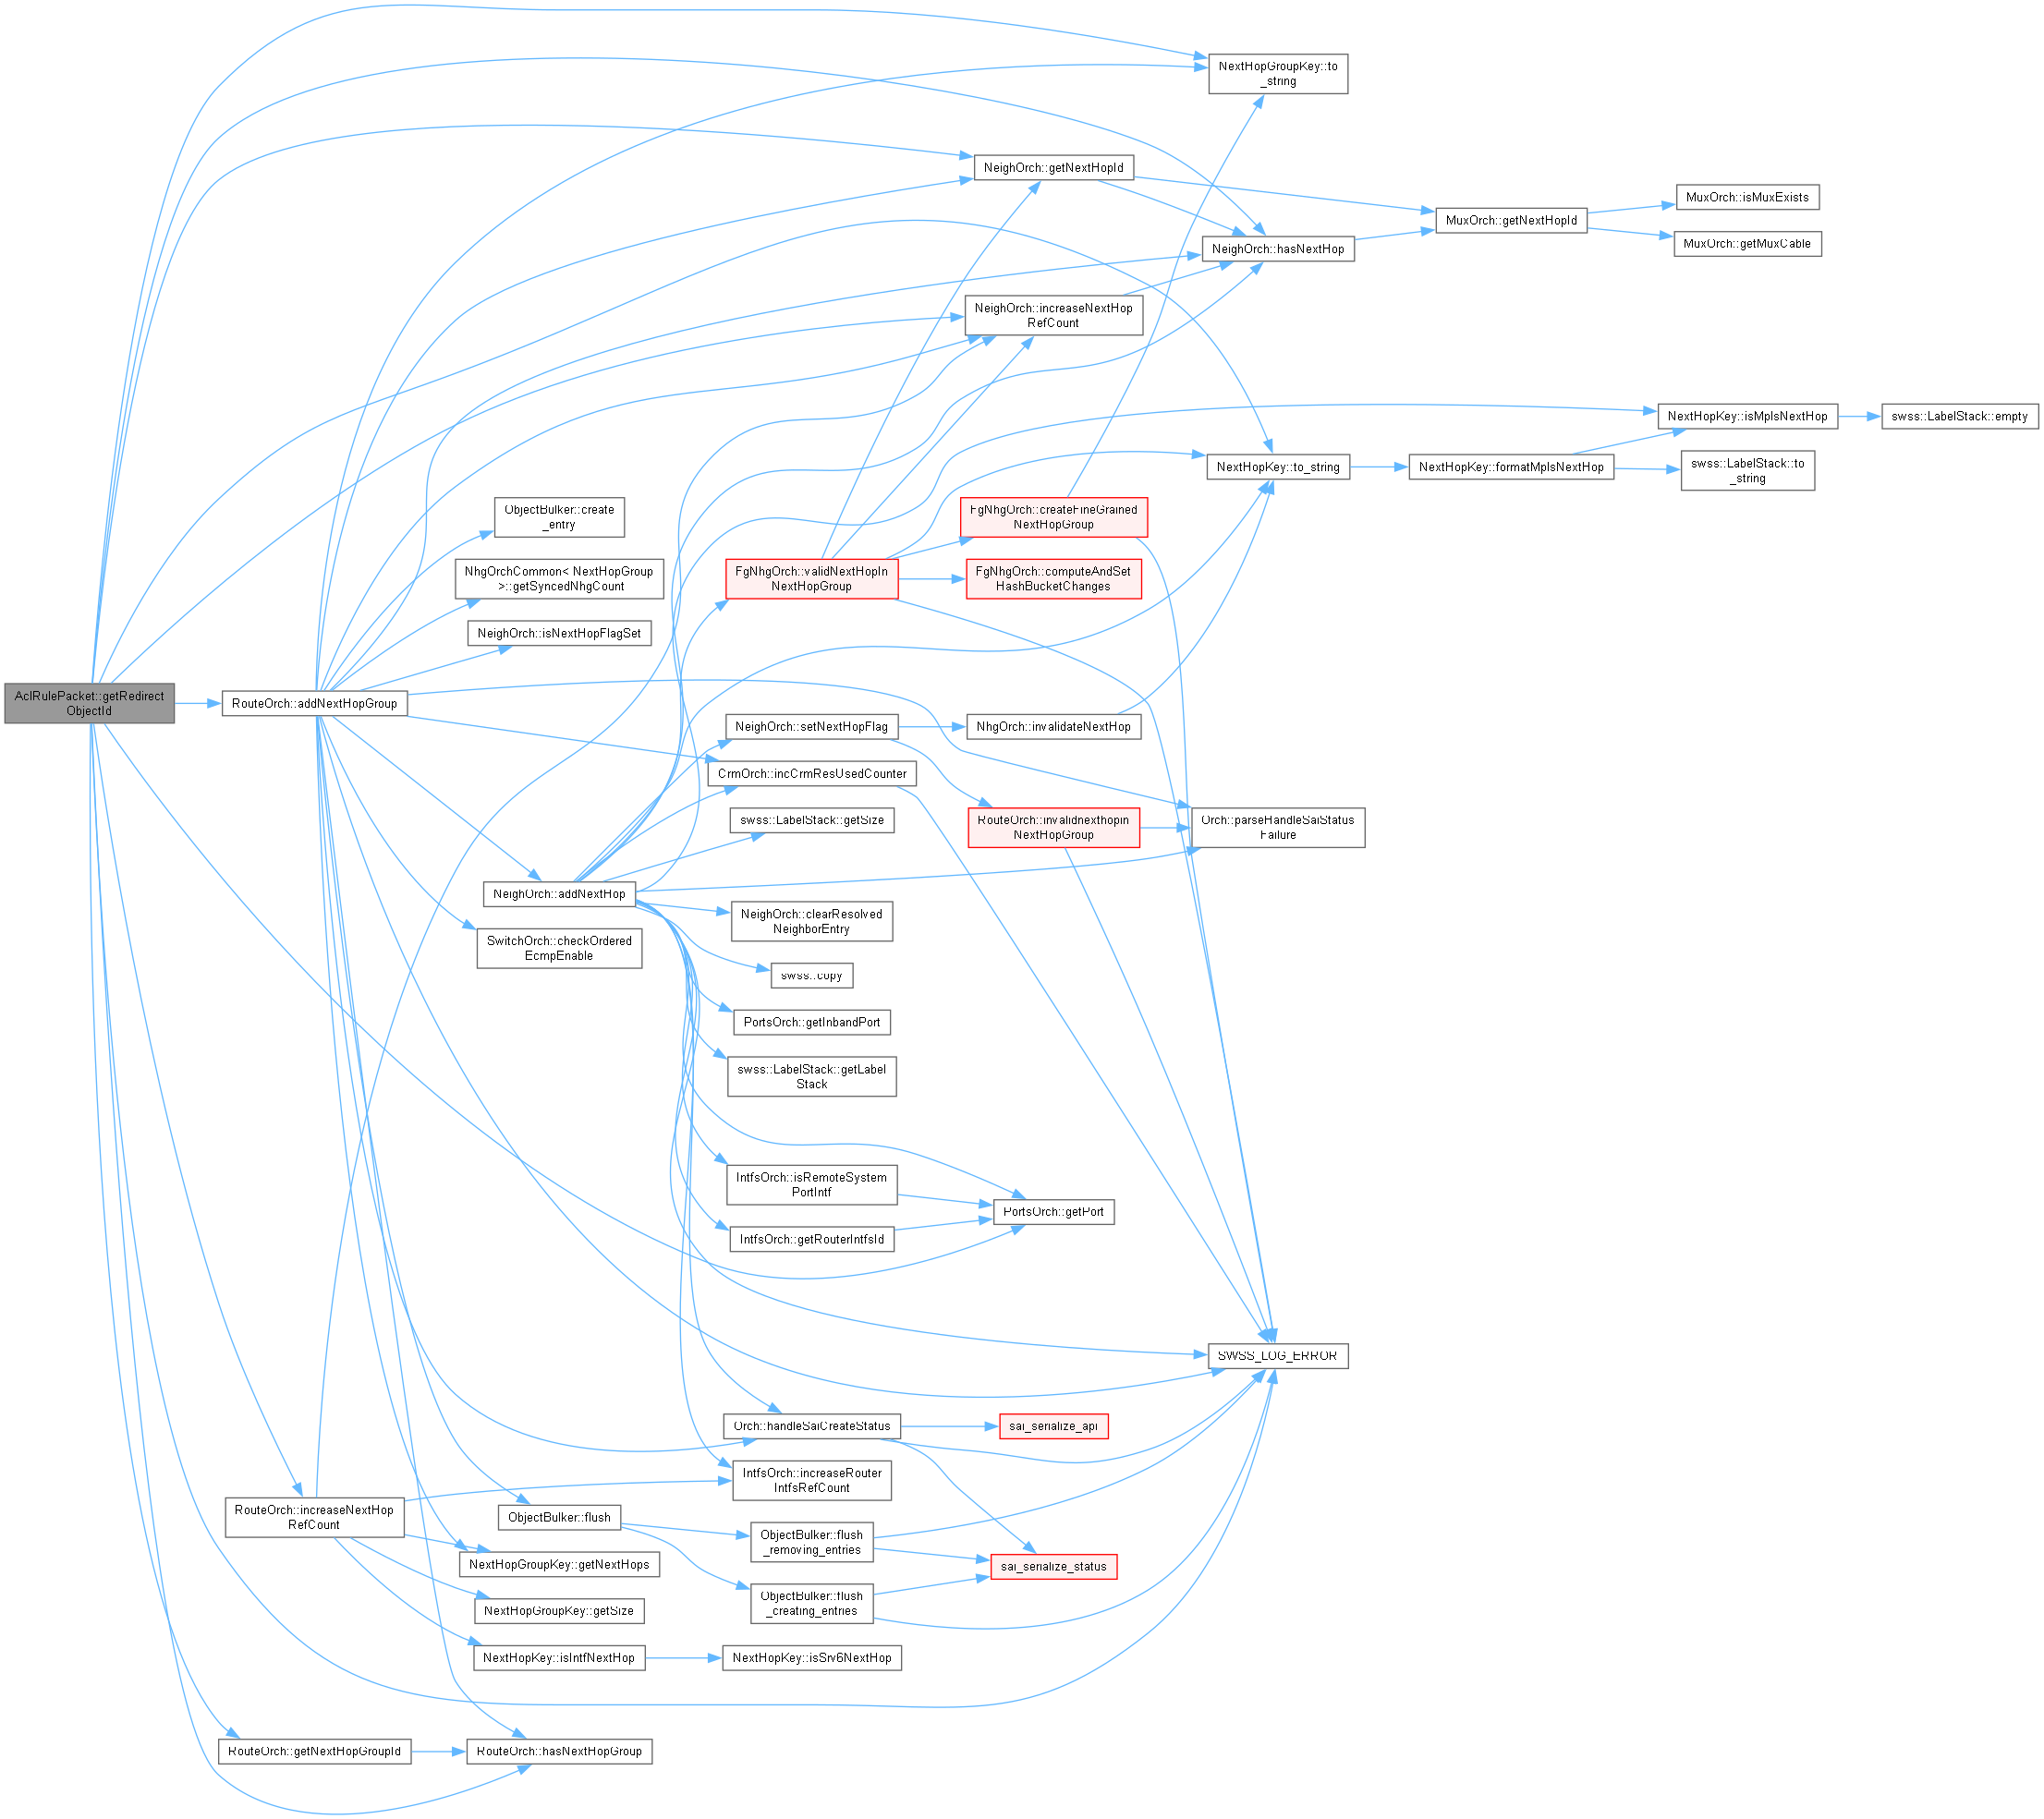 NextHopGroupKey::to
_string
NeighOrch::getNextHopId
MuxOrch::isMuxExists
MuxOrch::getNextHopId
MuxOrch::getMuxCable
NeighOrch::hasNextHop
NeighOrch::increaseNextHop
RefCount
NextHopKey::isMplsNextHop
swss::LabelStack::empty
NextHopKey::to_string
NextHopKey::formatMplsNextHop
swss::LabelStack::to
_string
ObjectBulker::create
_entry
FgNhgOrch::createFineGrained
NextHopGroup
NhgOrchCommon< NextHopGroup
>::getSyncedNhgCount
FgNhgOrch::validNextHopIn
NextHopGroup
FgNhgOrch::computeAndSet
HashBucketChanges
NeighOrch::isNextHopFlagSet
AclRulePacket::getRedirect
ObjectId
RouteOrch::addNextHopGroup
NeighOrch::setNextHopFlag
NhgOrch::invalidateNextHop
CrmOrch::incCrmResUsedCounter
swss::LabelStack::getSize
RouteOrch::invalidnexthopin
NextHopGroup
Orch::parseHandleSaiStatus
Failure
NeighOrch::addNextHop
NeighOrch::clearResolved
NeighborEntry
SwitchOrch::checkOrdered
EcmpEnable
swss::copy
PortsOrch::getInbandPort
swss::LabelStack::getLabel
Stack
IntfsOrch::isRemoteSystem
PortIntf
PortsOrch::getPort
IntfsOrch::getRouterIntfsId
SWSS_LOG_ERROR
Orch::handleSaiCreateStatus
sai_serialize_api
IntfsOrch::increaseRouter
IntfsRefCount
RouteOrch::increaseNextHop
RefCount
ObjectBulker::flush
ObjectBulker::flush
_removing_entries
NextHopGroupKey::getNextHops
sai_serialize_status
ObjectBulker::flush
_creating_entries
NextHopGroupKey::getSize
NextHopKey::isIntfNextHop
NextHopKey::isSrv6NextHop
RouteOrch::getNextHopGroupId
RouteOrch::hasNextHopGroup